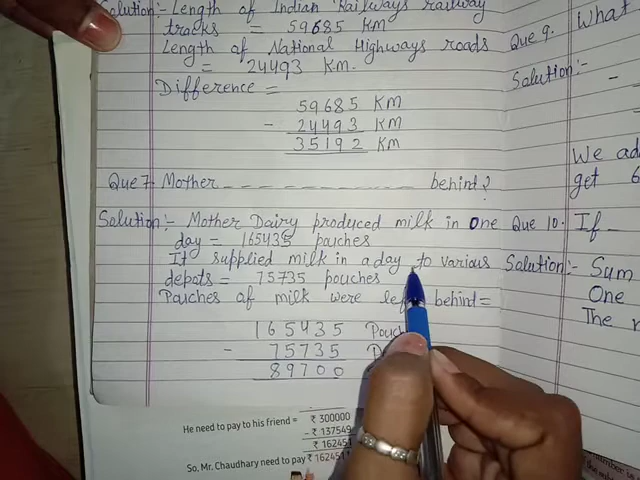 Solution:- Length of Indian Railways railway
tracks = 59685 KM
Length of National Highways roads
= 24493 KM.
Difference =
59685 KM
- 24493 KM
35192 KM
Que 7. Mother _ _ _ _ _ _ _ _ _ _ behind?
Solution:- Mother Dairy produced milk in one
day = 165435 pouches
It supplied milk in a day to various
depots = 75735 pouches
Pouches of milk were left behind =
165435 Pouch
- 75735 P
89700
He need to pay to his friend = ₹ 300000
- ₹ 137549
₹ 162451
So, Mr. Chaudhary need to pay ₹ 162451
Que 9. What
Solution:-
We ad
get 6
Que 10. If _
Solution:- Sum
One
The